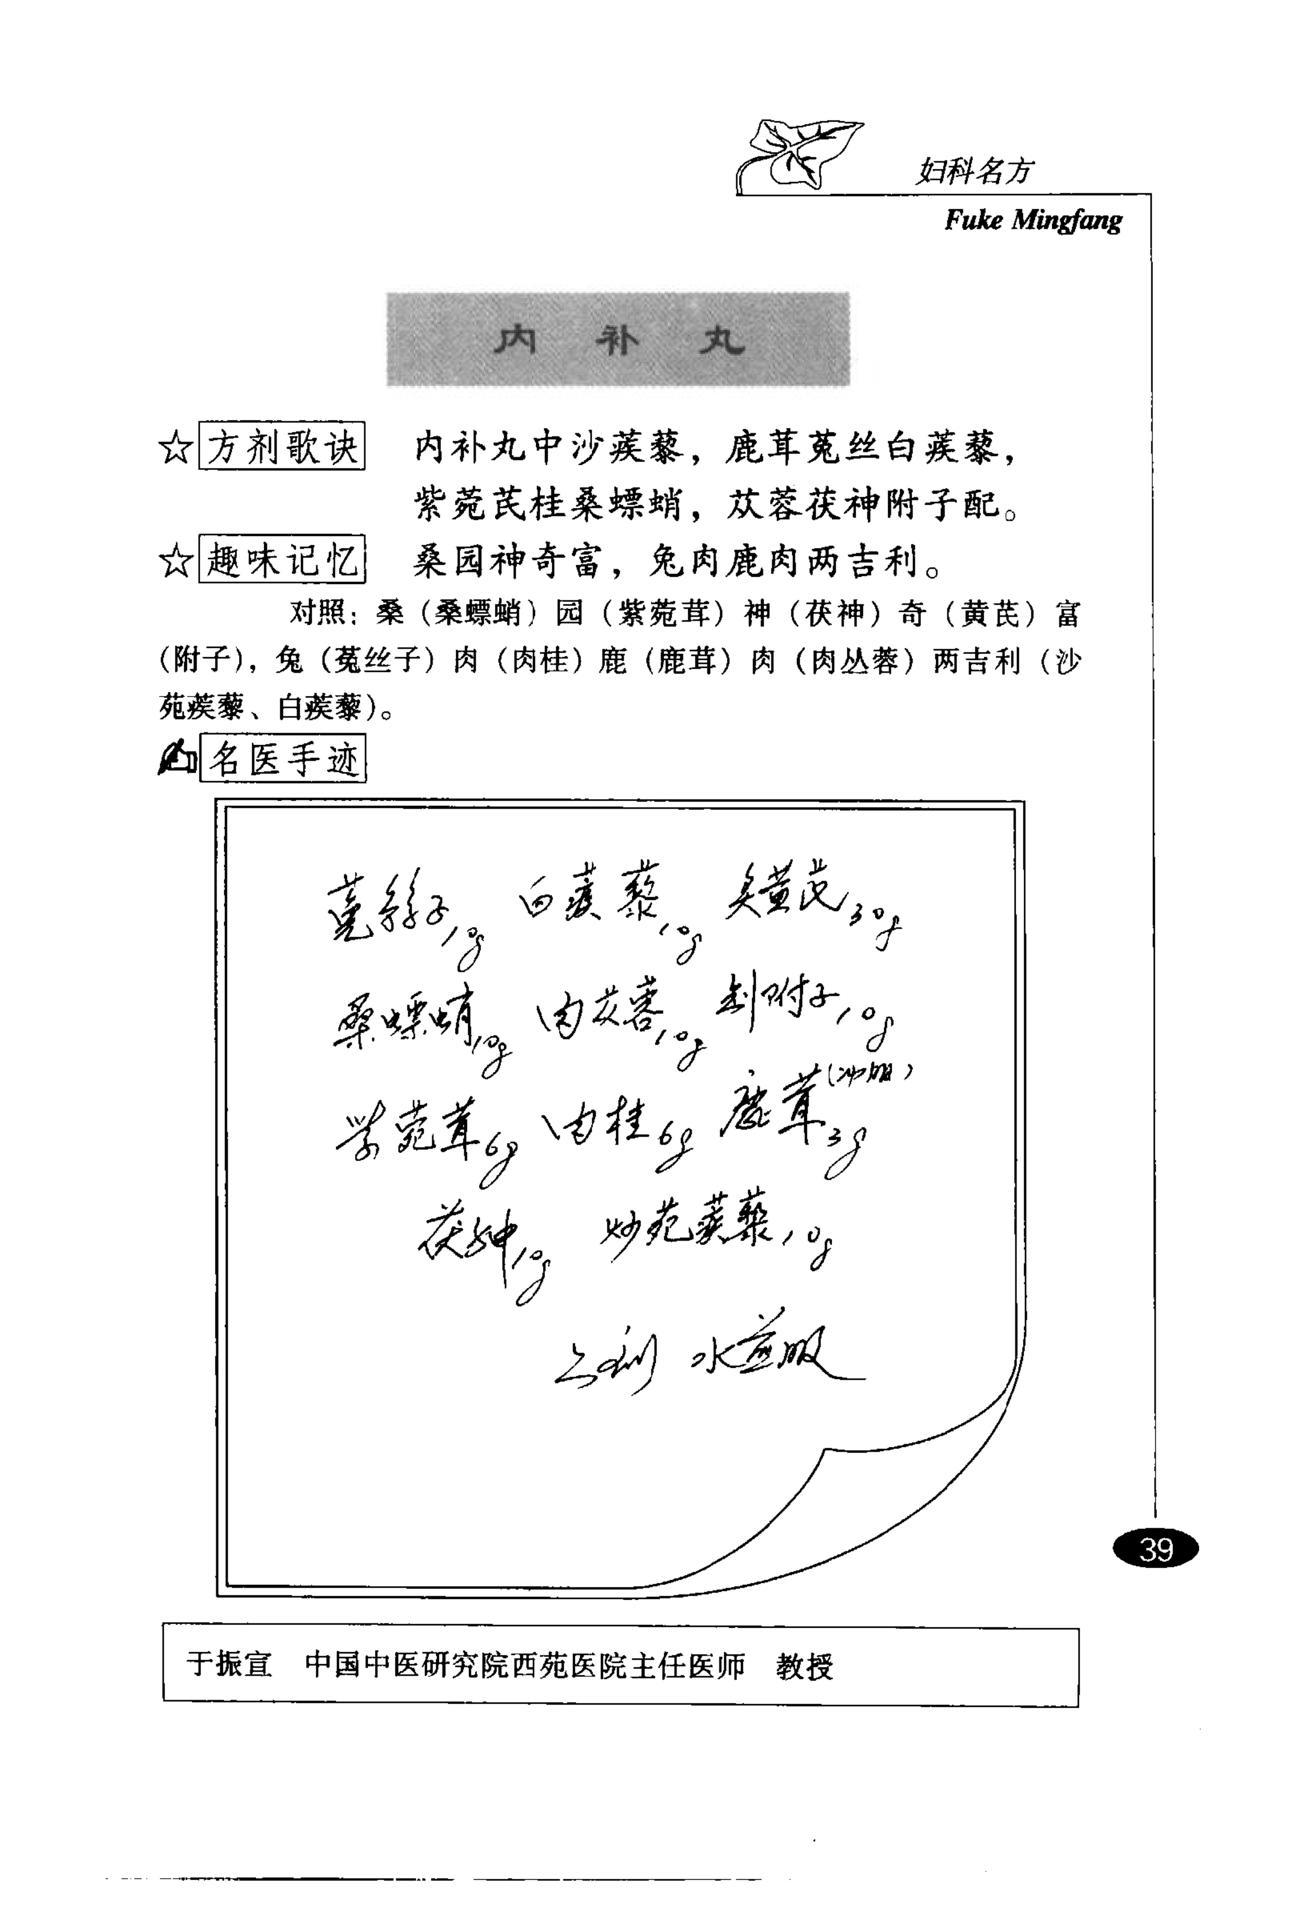 妇科名方
Fuke Mingfang
内 补 丸
☆方剂歌诀 内补丸中沙蒺藜，鹿茸菟丝白蒺藜，
紫菀芪桂桑螵蛸，苁蓉茯神附子配。
☆趣味记忆 桑园神奇富，兔肉鹿肉两吉利。
对照：桑（桑螵蛸）园（紫菀茸）神（茯神）奇（黄芪）富
（附子），兔（菟丝子）肉（肉桂）鹿（鹿茸）肉（肉丛蓉）两吉利（沙
苑蒺藜、白蒺藜）。
名医手迹
菟丝子10g 白蒺藜10g 炙黄芪30g
桑螵蛸10g 肉苁蓉10g 制附子10g
紫菀茸6g 肉桂6g 鹿茸3g
茯神10g 沙苑蒺藜10g
水煎服
39
于振宣 中国中医研究院西苑医院主任医师 教授